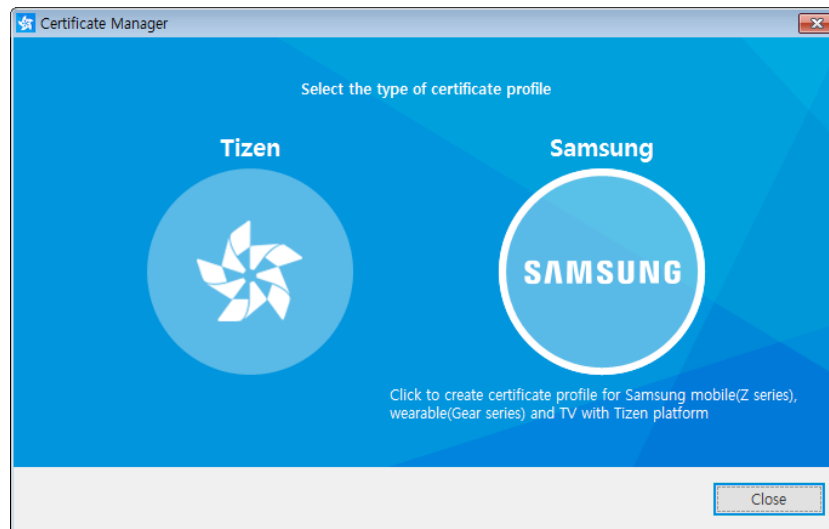 Certificate Manager
Select the type of certificate profile
Tizen
Samsung
SAMSUNG
Click to create certificate profile for Samsung mobile(Z series),
wearable(Gear series) and TV with Tizen platform
Close